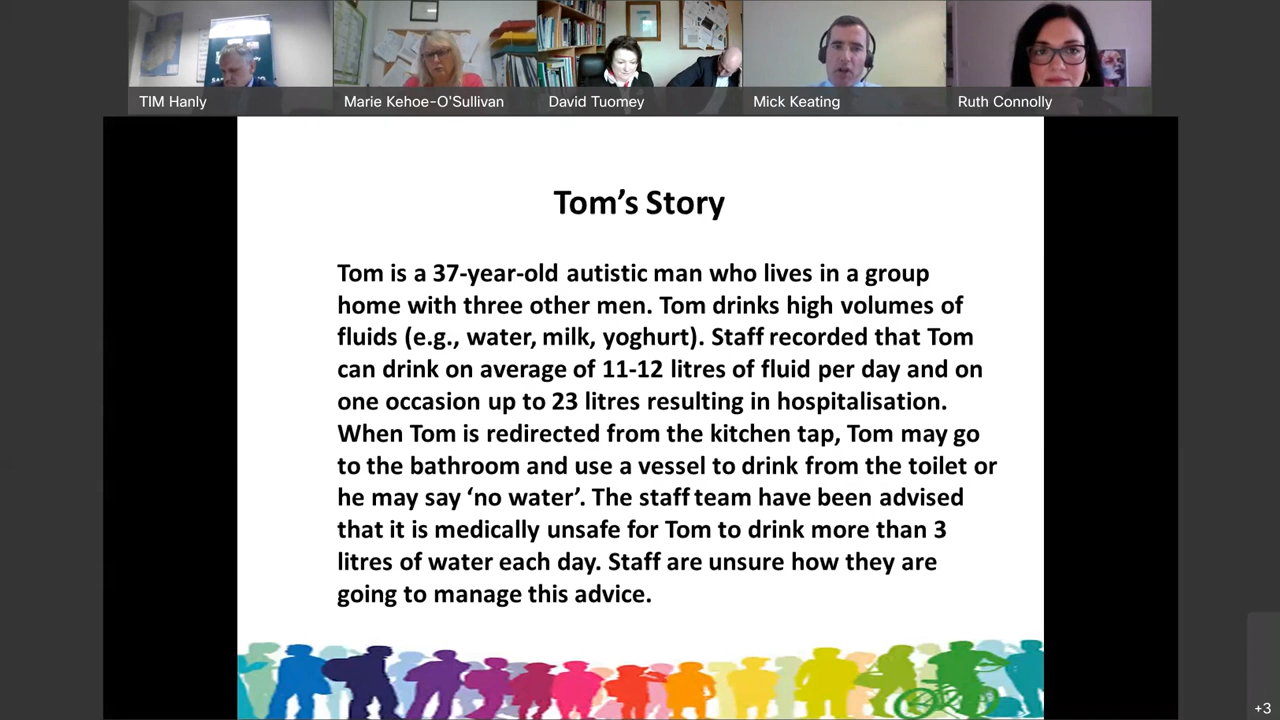 TIM Hanly
Marie Kehoe-O'Sullivan
David Tuomey
Mick Keating
Ruth Connolly
Tom's Story
Tom is a 37-year-old autistic man who lives in a group
home with three other men. Tom drinks high volumes of
fluids (e.g., water, milk, yoghurt). Staff recorded that Tom
can drink on average of 11-12 litres of fluid per day and on
one occasion up to 23 litres resulting in hospitalisation.
When Tom is redirected from the kitchen tap, Tom may go
to the bathroom and use a vessel to drink from the toilet or
he may say ‘no water’. The staff team have been advised
that it is medically unsafe for Tom to drink more than 3
litres of water each day. Staff are unsure how they are
going to manage this advice.
+3